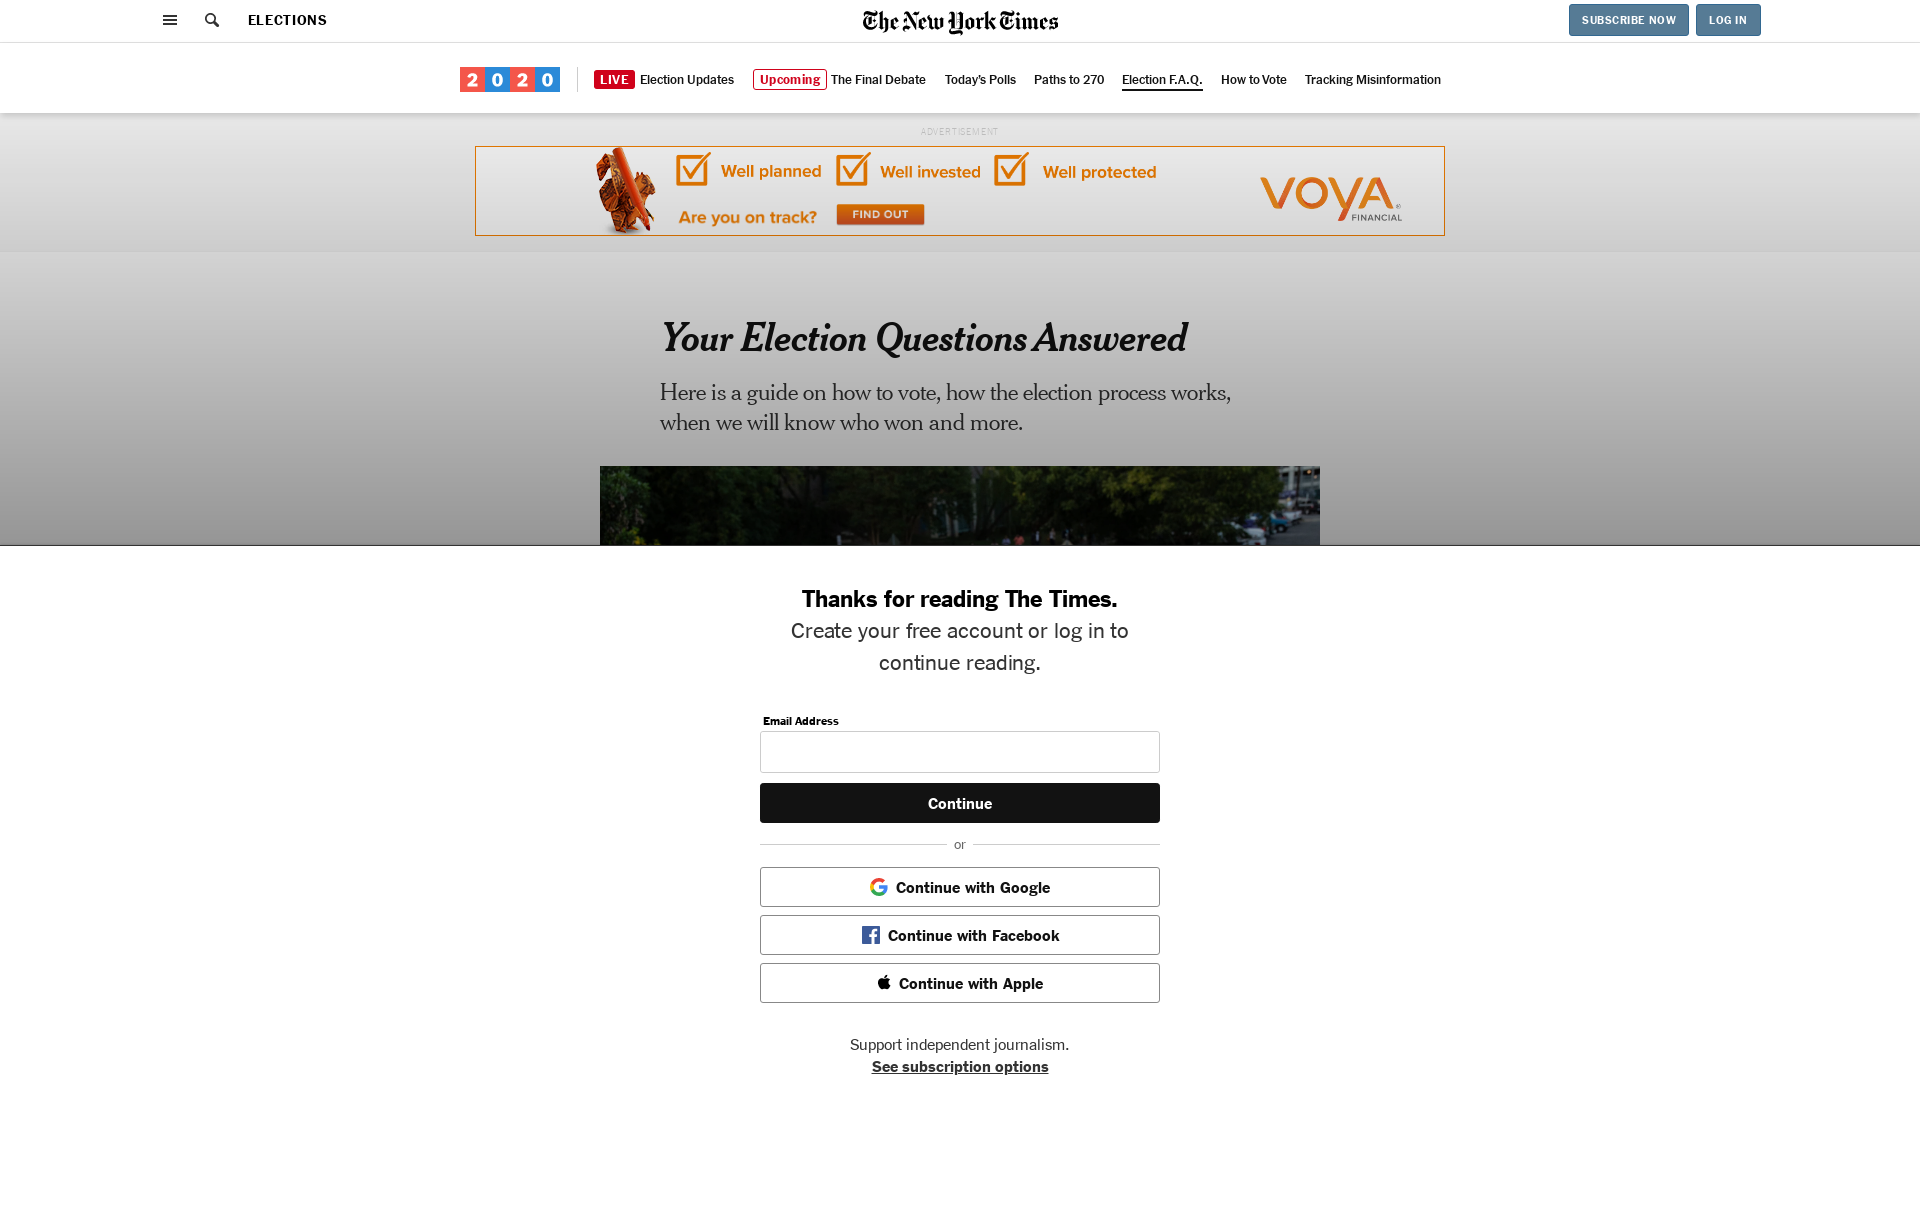 ELECTIONS
The New York Times
SUBSCRIBE NOW
LOG IN
2020
LIVE Election Updates
Upcoming The Final Debate
Today's Polls
Paths to 270
Election F.A.Q.
How to Vote
Tracking Misinformation
ADVERTISEMENT
Well planned
Well invested
Well protected
Are you on track?
FIND OUT
VOYA®
FINANCIAL
Your Election Questions Answered
Here is a guide on how to vote, how the election process works,
when we will know who won and more.
Thanks for reading The Times.
Create your free account or log in to
continue reading.
Email Address
Continue
or
Continue with Google
Continue with Facebook
Continue with Apple
Support independent journalism.
See subscription options